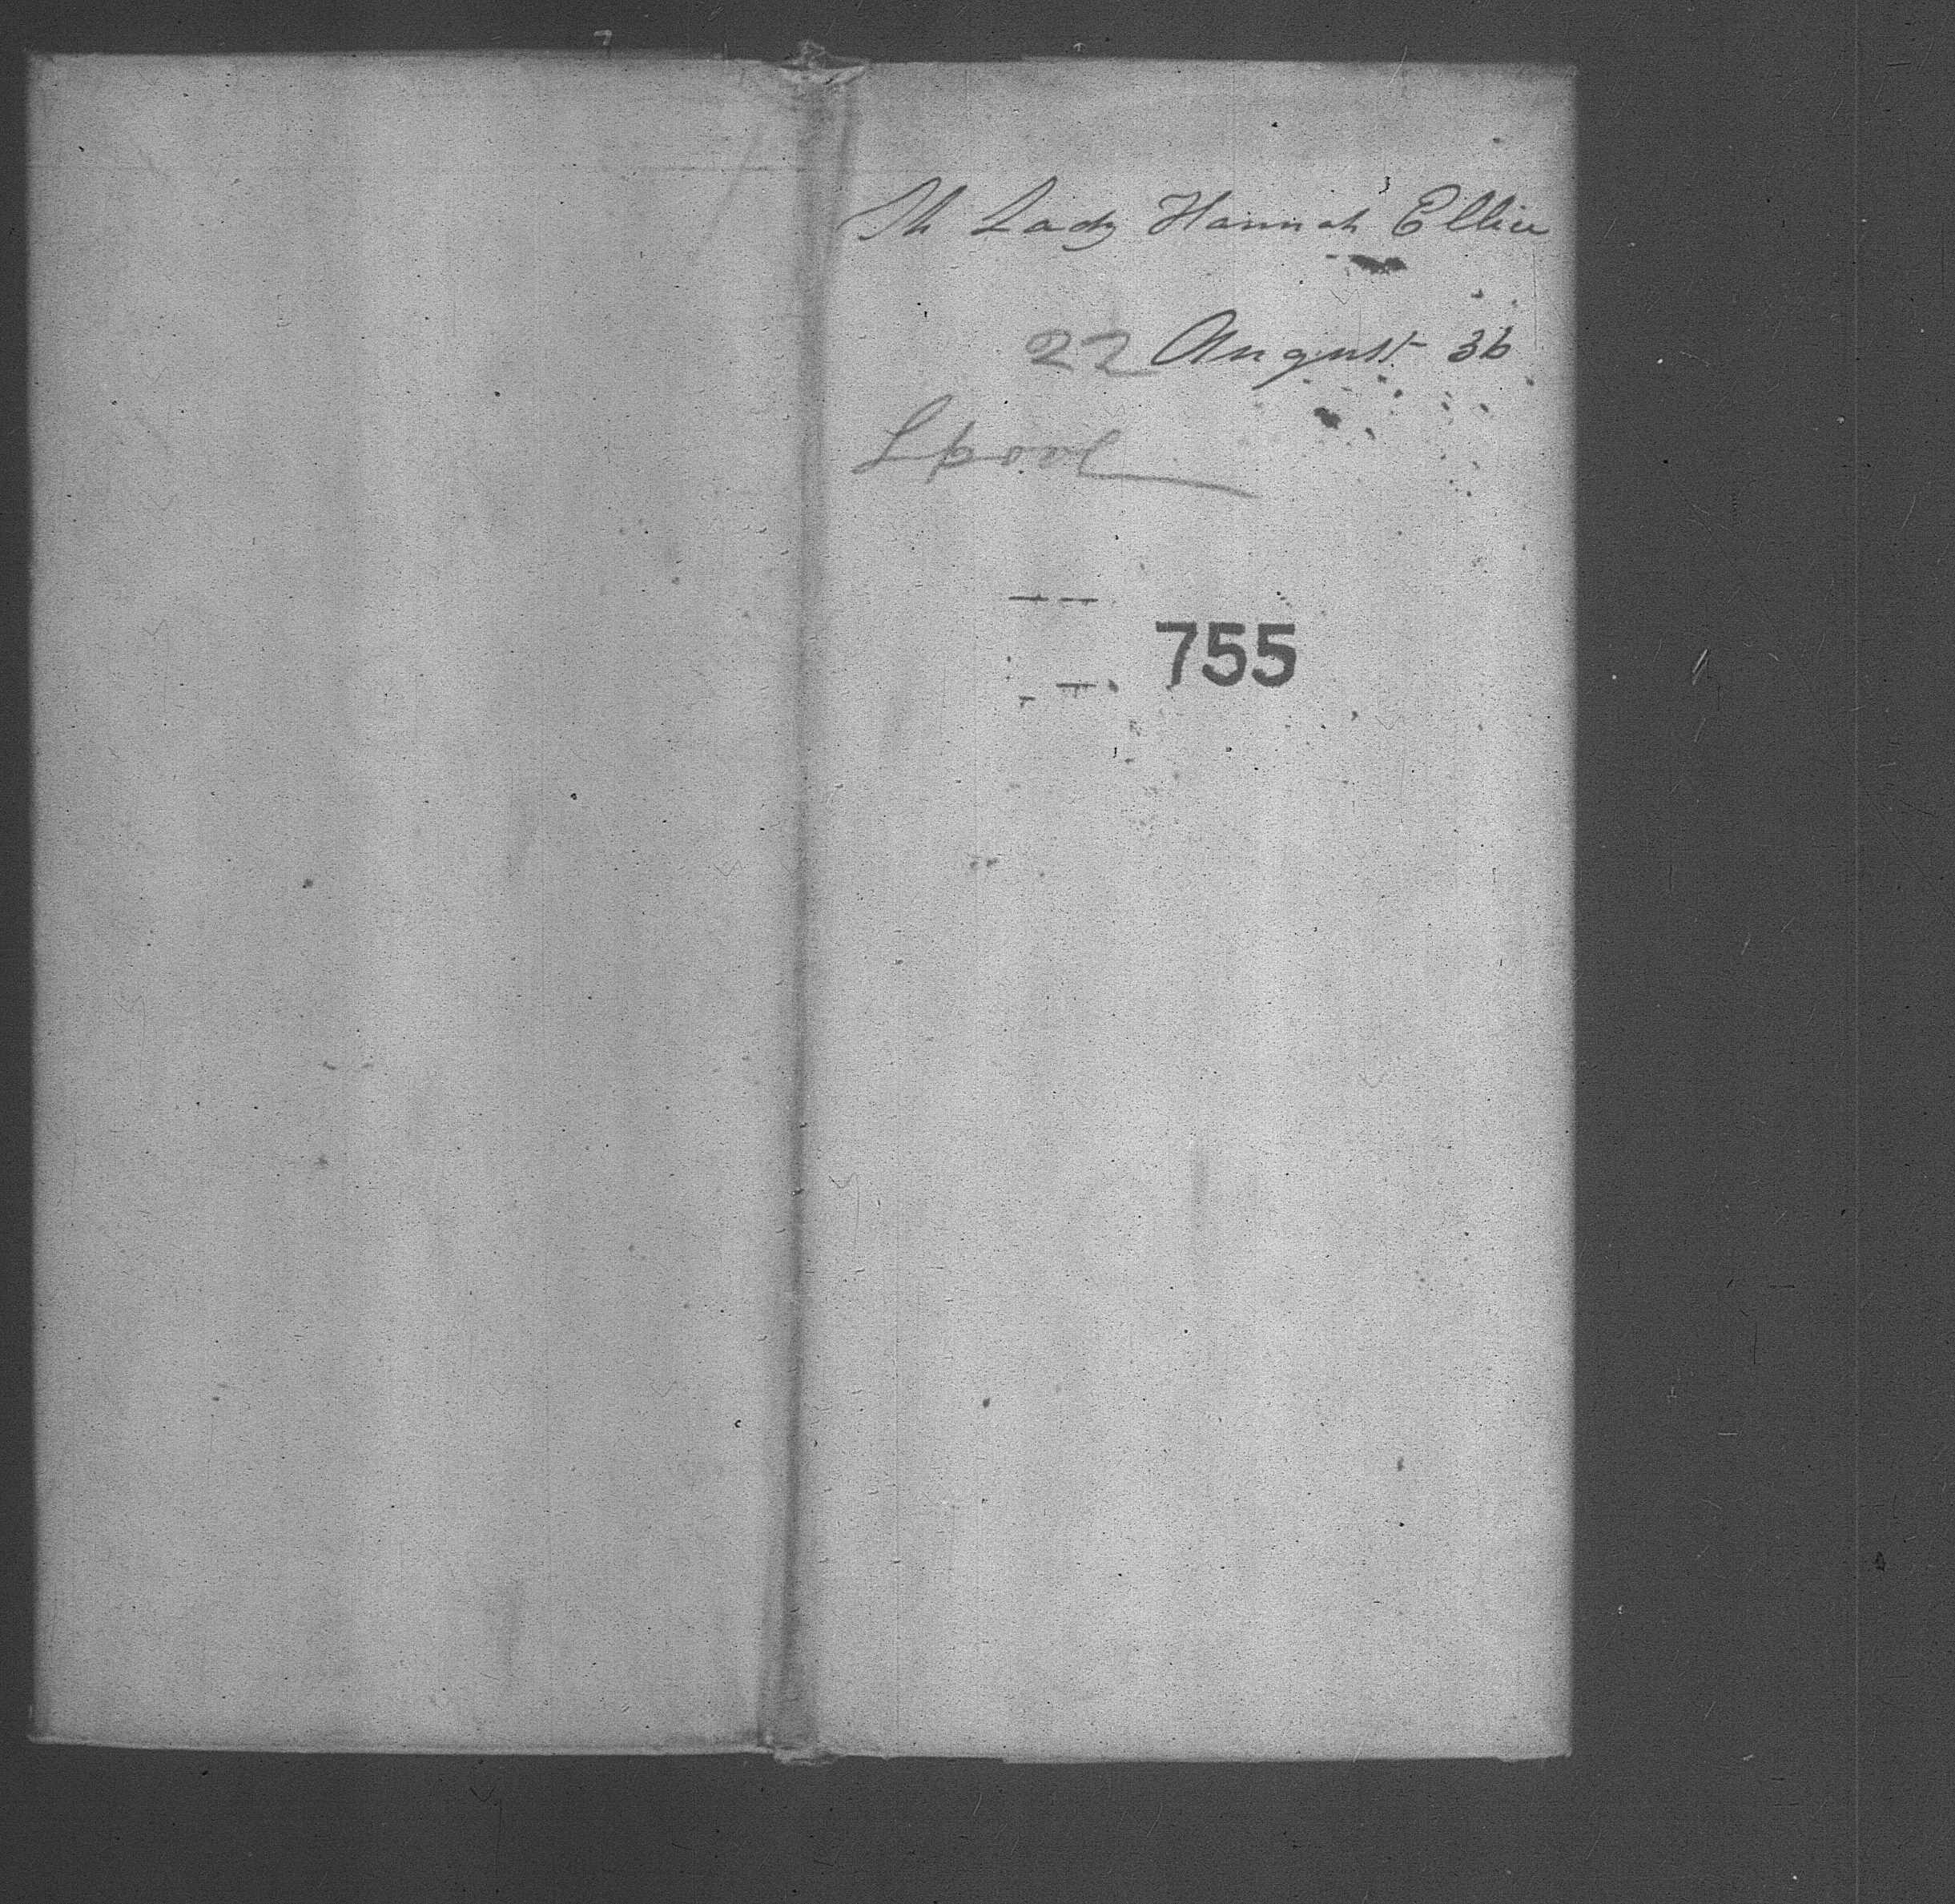 Sh Lady Hannah Ellice
22 August 36
Lpool
755